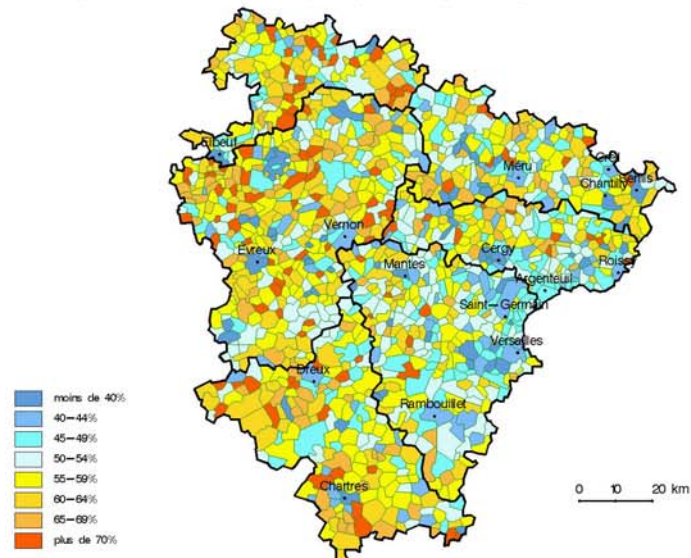 Elbeuf
Méru
Creil
Senlis
Chantilly
Vernon
Évreux
Cergy
Mantes
Roissy
Argenteuil
Saint-Germain
Versailles
Dreux
Rambouillet
Chartres
moins de 40%
40-44%
45-49%
50-54%
55-59%
60-64%
65-69%
plus de 70%
0 10 20 km